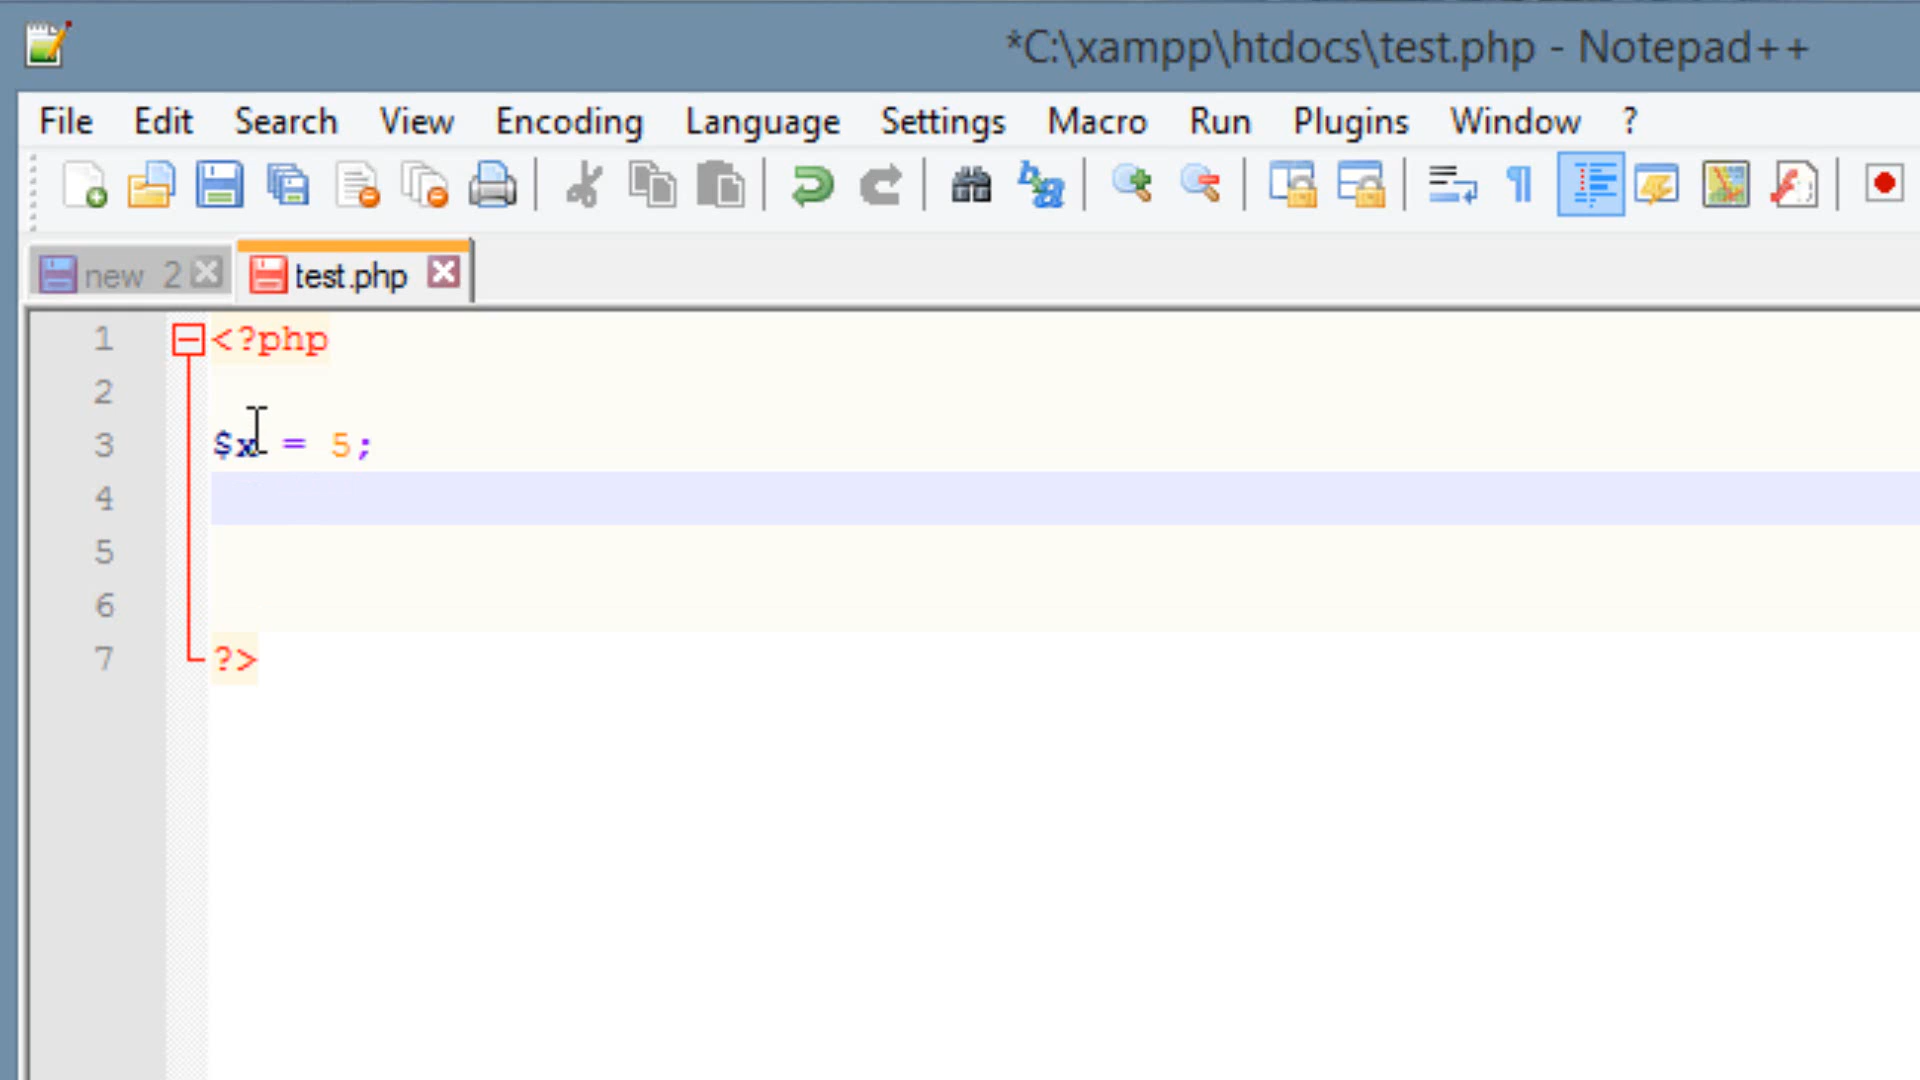 *C:\xampp\htdocs\test.php - Notepad++
File Edit Search View Encoding Language Settings Macro Run Plugins Window ?
new 2 test.php
1 <?php
2
3 $x = 5;
4
5
6
7 ?>